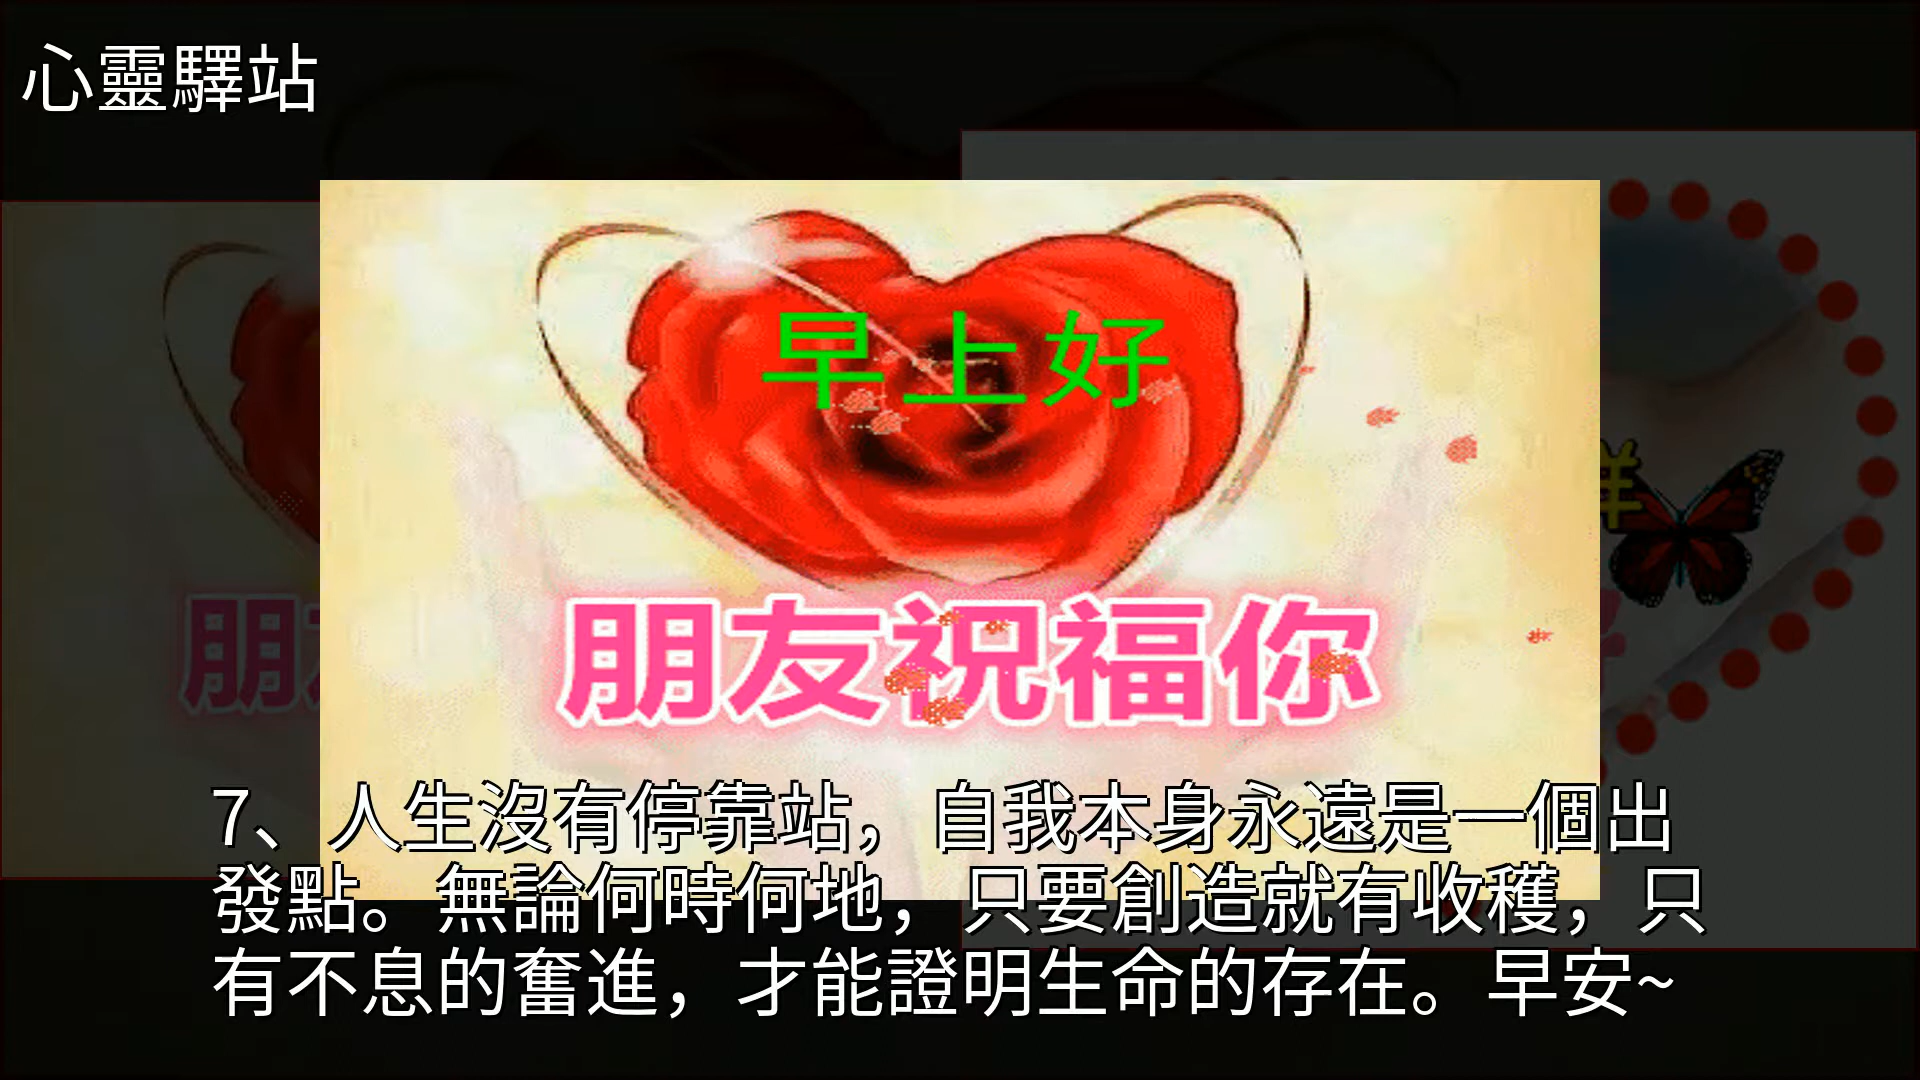 心靈驛站
早上好
朋友祝福你
7、人生沒有停靠站，自我本身永遠是一個出
發點。無論何時何地，只要創造就有收穫，只
有不息的奮進，才能證明生命的存在。早安~